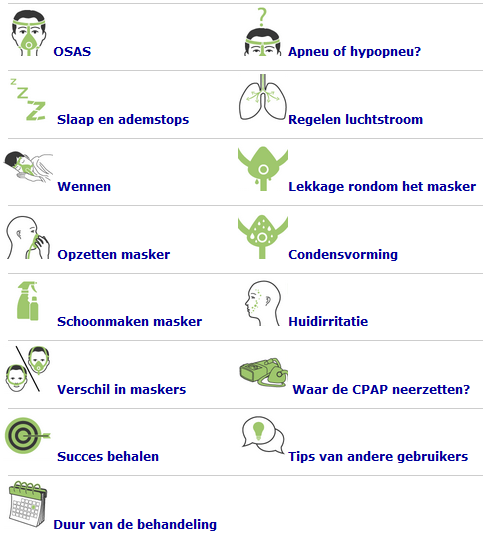 OSAS
?
Apneu of hypopneu?
z z z
Slaap en ademstops
Regelen luchtstroom
Wennen
Lekkage rondom het masker
Opzetten masker
Condensvorming
Schoonmaken masker
Huidirritatie
Verschil in maskers
Waar de CPAP neerzetten?
Succes behalen
Tips van andere gebruikers
Duur van de behandeling